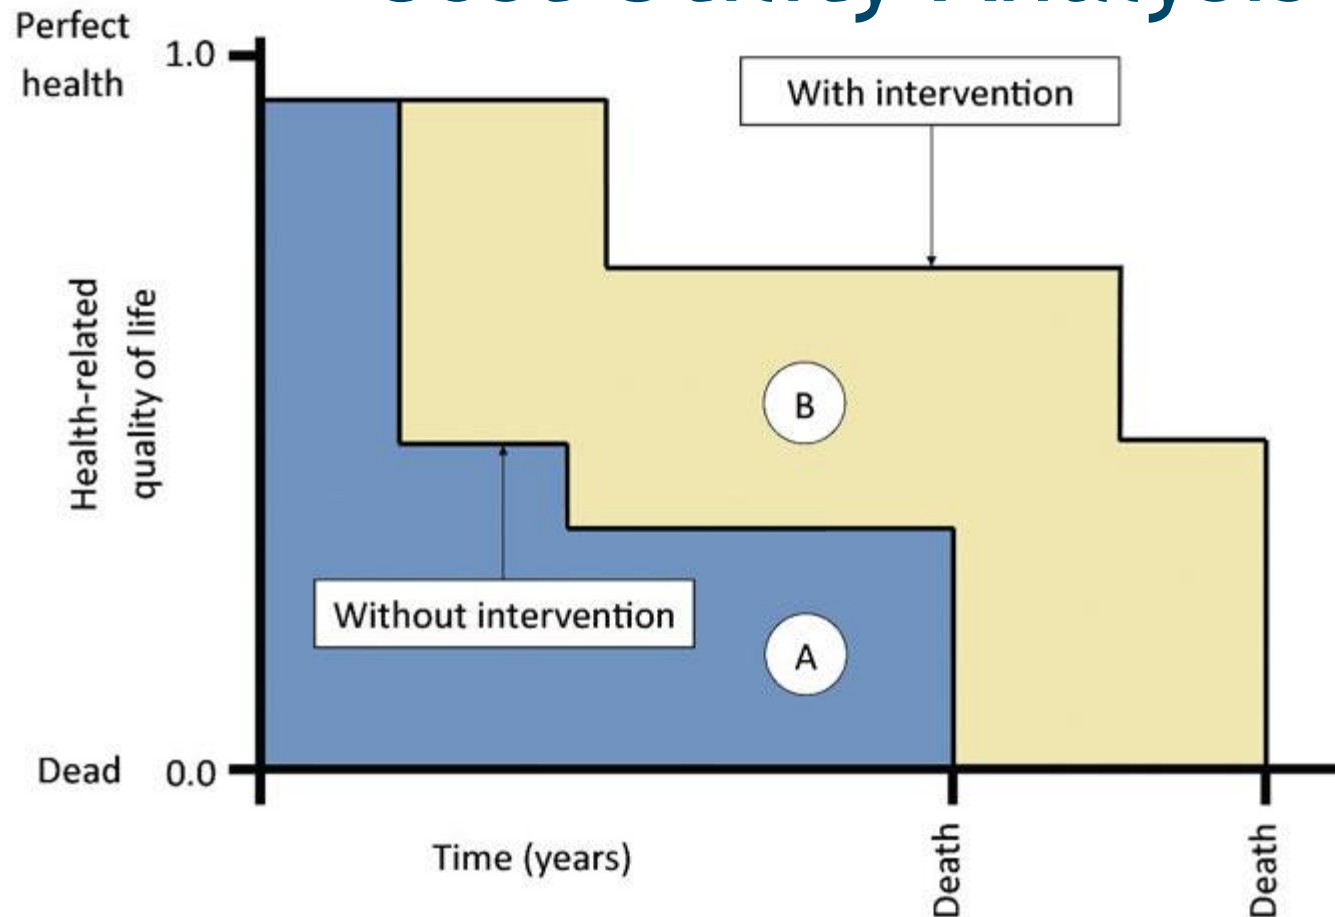 Perfect
health
1.0
With intervention
Health-related
quality of life
B
Without intervention
A
Dead
0.0
Time (years)
Death
Death